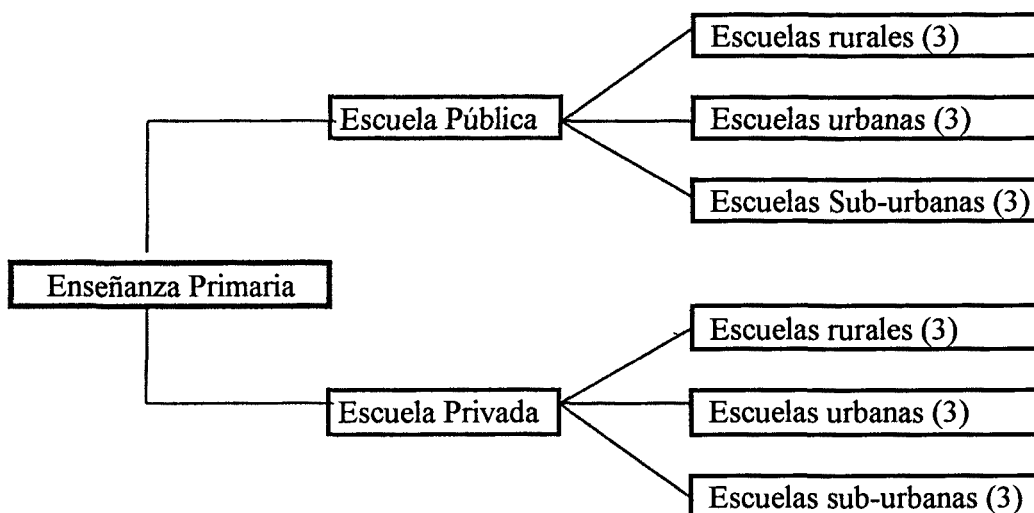 Escuelas rurales (3)
Escuela Pública
Escuelas urbanas (3)
Escuelas Sub-urbanas (3)
Enseñanza Primaria
Escuelas rurales (3)
Escuela Privada
Escuelas urbanas (3)
Escuelas sub-urbanas (3)